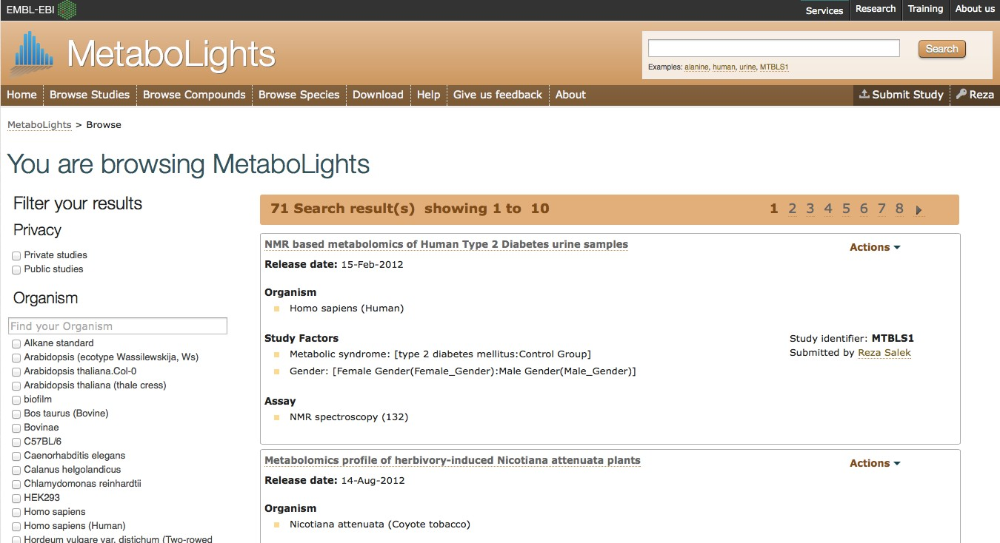 EMBL-EBI
Services Research Training About us
MetaboLights
Search
Examples: alanine, human, urine, MTBLS1
Home Browse Studies Browse Compounds Browse Species Download Help Give us feedback About Submit Study Reza
MetaboLights > Browse
You are browsing MetaboLights
Filter your results
Privacy
Private studies
Public studies
Organism
Find your Organism
Alkane standard
Arabidopsis (ecotype Wassilewskija, Ws)
Arabidopsis thaliana.Col-0
Arabidopsis thaliana (thale cress)
biofilm
Bos taurus (Bovine)
Bovinae
C57BL/6
Caenorhabditis elegans
Calanus helgolandicus
Chlamydomonas reinhardtii
HEK293
Homo sapiens
Homo sapiens (Human)
Hordeum vulgare var. distichum (Two-rowed
71 Search result(s) showing 1 to 10
1 2 3 4 5 6 7 8
NMR based metabolomics of Human Type 2 Diabetes urine samples
Actions
Release date: 15-Feb-2012
Organism
Homo sapiens (Human)
Study Factors
Metabolic syndrome: [type 2 diabetes mellitus:Control Group]
Gender: [Female Gender(Female_Gender):Male Gender(Male_Gender)]
Study identifier: MTBLS1
Submitted by Reza Salek
Assay
NMR spectroscopy (132)
Metabolomics profile of herbivory-induced Nicotiana attenuata plants
Actions
Release date: 14-Aug-2012
Organism
Nicotiana attenuata (Coyote tobacco)